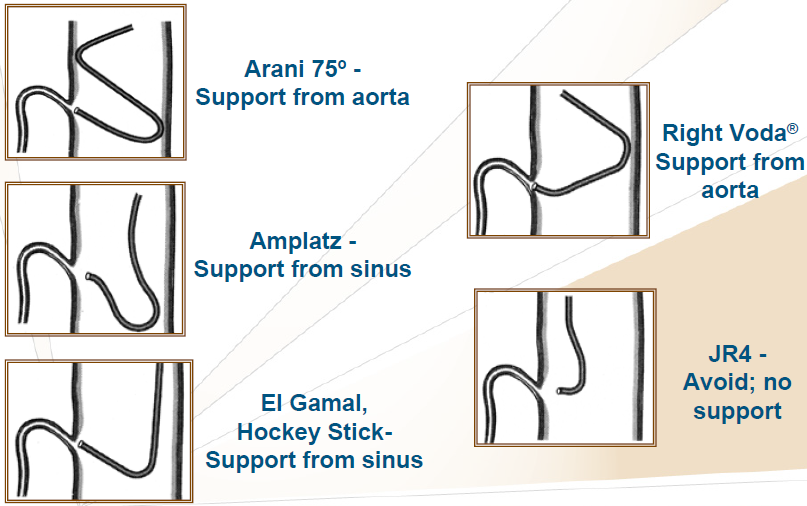 Arani 75º -
Support from aorta
Amplatz -
Support from sinus
El Gamal,
Hockey Stick-
Support from sinus
Right Voda®
Support from
aorta
JR4 -
Avoid; no
support